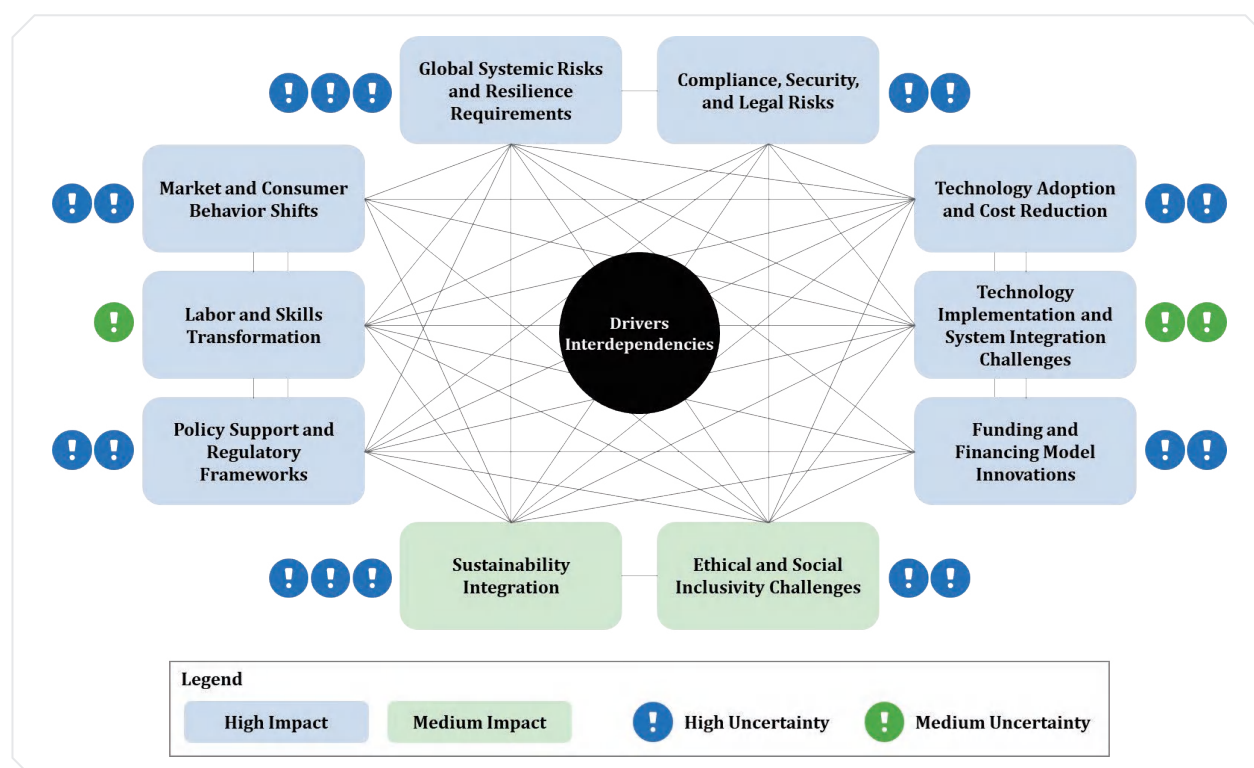 Global Systemic Risks
and Resilience
Requirements
Compliance, Security,
and Legal Risks
Market and Consumer
Behavior Shifts
Technology Adoption
and Cost Reduction
Labor and Skills
Transformation
Drivers
Interdependencies
Technology
Implementation and
System Integration
Challenges
Policy Support and
Regulatory
Frameworks
Funding and
Financing Model
Innovations
Sustainability
Integration
Ethical and Social
Inclusivity Challenges
Legend
High Impact
Medium Impact
High Uncertainty
Medium Uncertainty